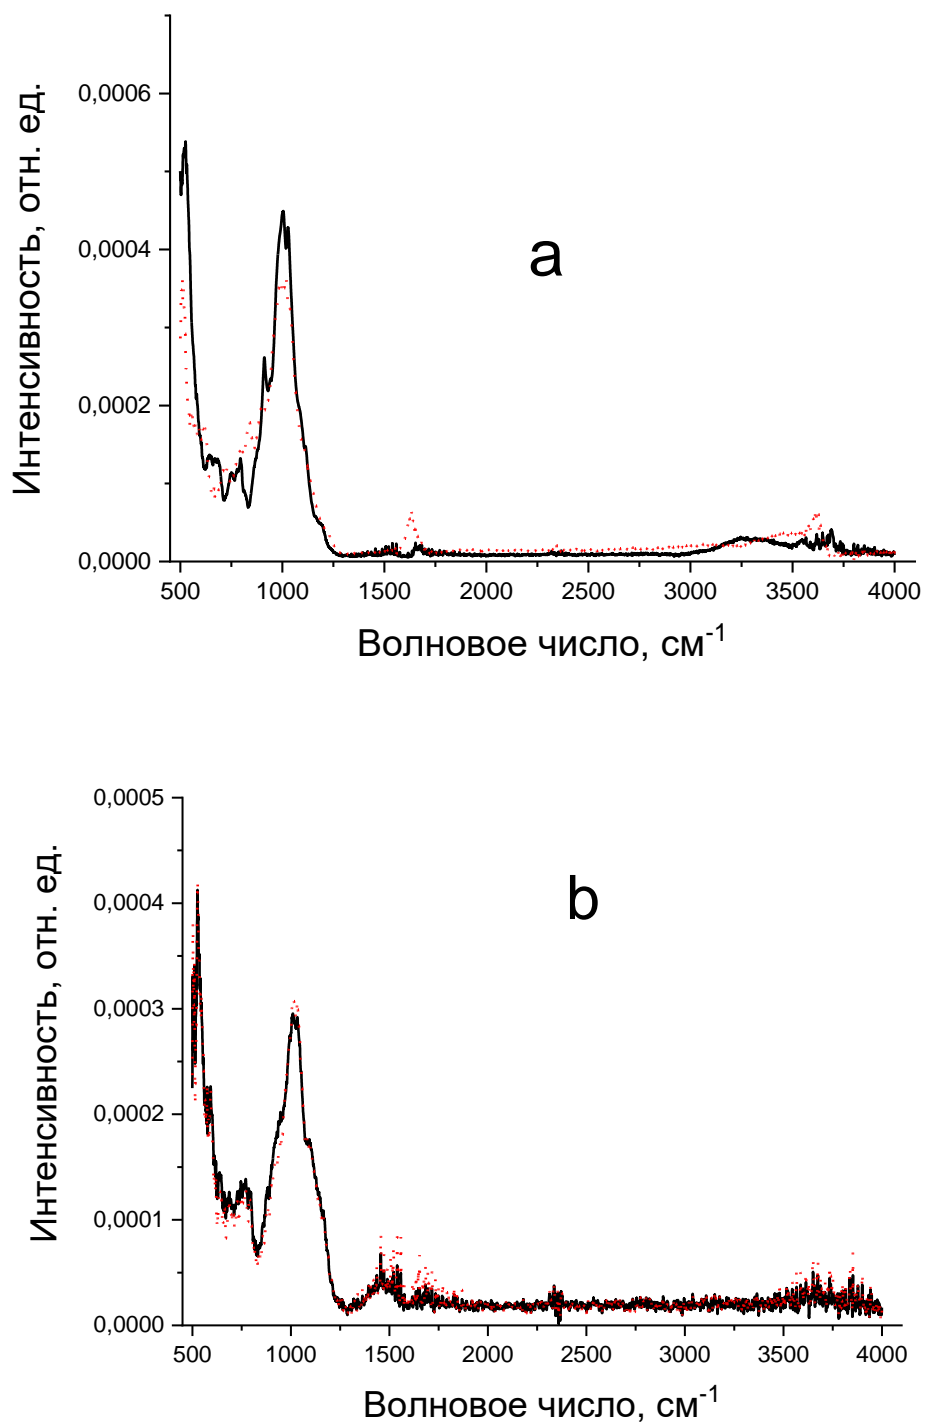 0,0006
0,0004
0,0002
0,0000
Интенсивность, отн. ед.
a
500 1000 1500 2000 2500 3000 3500 4000
Волновое число, см-1
0,0005
0,0004
0,0003
0,0002
0,0001
0,0000
Интенсивность, отн. ед.
b
500 1000 1500 2000 2500 3000 3500 4000
Волновое число, см-1